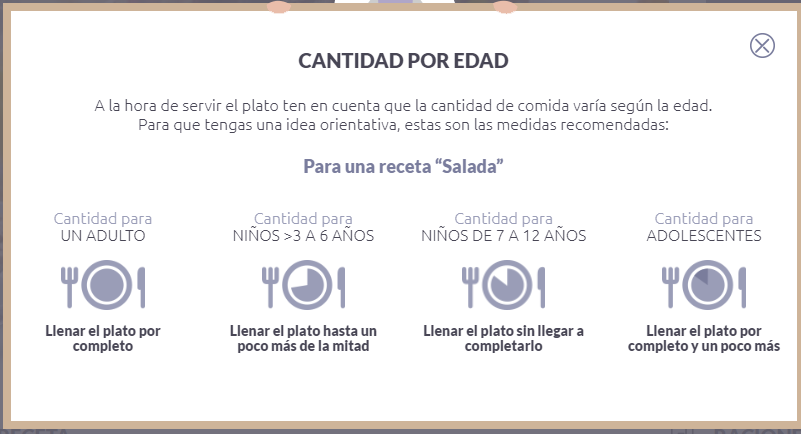 CANTIDAD POR EDAD
A la hora de servir el plato ten en cuenta que la cantidad de comida varía según la edad.
Para que tengas una idea orientativa, estas son las medidas recomendadas:
Para una receta “Salada”
Cantidad para
UN ADULTO
Llenar el plato por
completo
Cantidad para
NIÑOS >3 A 6 AÑOS
Llenar el plato hasta un
poco más de la mitad
Cantidad para
NIÑOS DE 7 A 12 AÑOS
Llenar el plato sin llegar a
completarlo
Cantidad para
ADOLESCENTES
Llenar el plato por
completo y un poco más